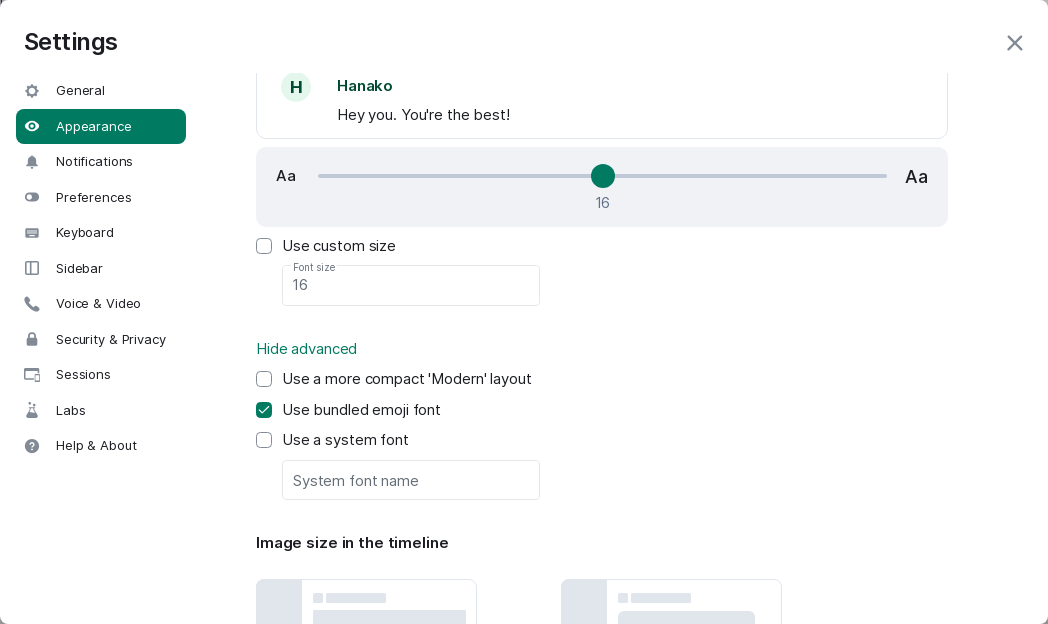 Settings
General
Appearance
Notifications
Preferences
Keyboard
Sidebar
Voice & Video
Security & Privacy
Sessions
Labs
Help & About
H
Hanako
Hey you. You're the best!
Aa
Aa
16
Use custom size
Font size
16
Hide advanced
Use a more compact 'Modern' layout
Use bundled emoji font
Use a system font
System font name
Image size in the timeline